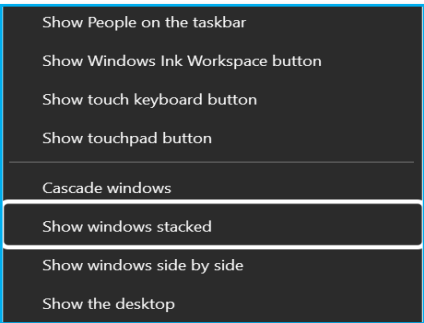 Show People on the taskbar
Show Windows Ink Workspace button
Show touch keyboard button
Show touchpad button
Cascade windows
Show windows stacked
Show windows side by side
Show the desktop